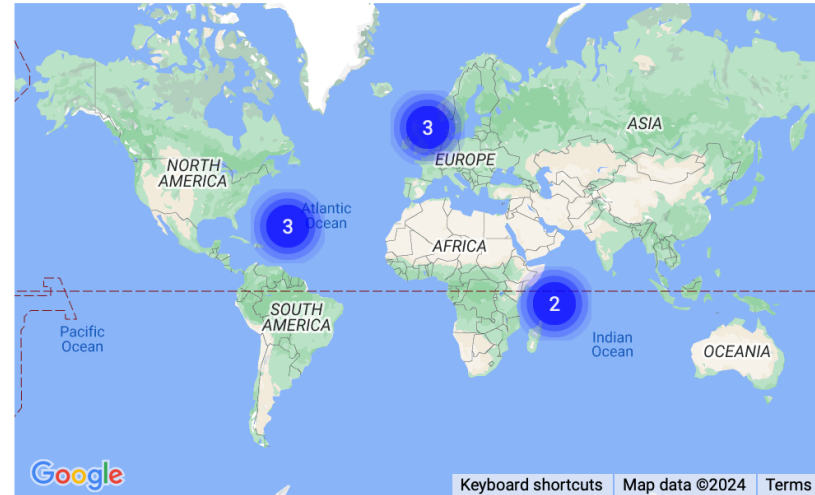 3
ASIA
EUROPE
NORTH
AMERICA
3
Atlantic
Ocean
AFRICA
2
SOUTH
AMERICA
Pacific
Ocean
Indian
Ocean
OCEANIA
Google
Keyboard shortcuts
Map data ©2024
Terms